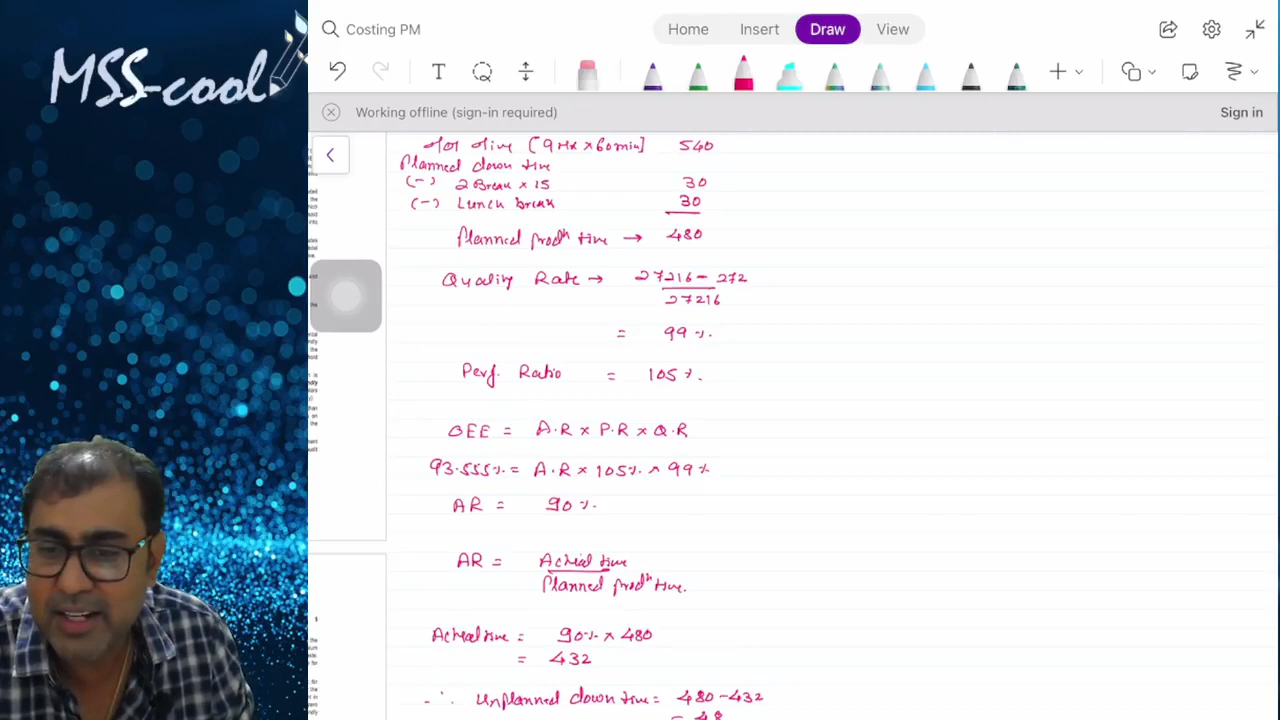 MSS-cool
Costing PM
Home Insert Draw View
Working offline (sign-in required)
Sign in
[9 Hr × 60 min] 540
Planned down time
(-) 2 Break × 15 30
(-) Lunch break 30
Planned prodn time → 480
Quality Rate → 27216 - 272
27216
= 99 %.
Perf. Ratio = 105 %.
OEE = A.R × P.R × Q.R
93.555%. = A.R × 105%. × 99%
AR = 90 %.
AR = Actual time
Planned prodn time.
Actual time = 90% × 480
= 432
∴ Unplanned down time = 480 - 432
= 48